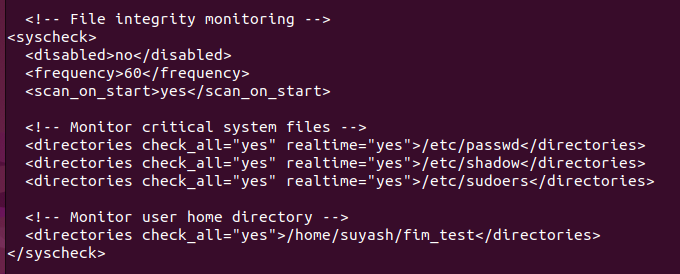 <!-- File integrity monitoring -->
<syscheck>
<disabled>no</disabled>
<frequency>60</frequency>
<scan_on_start>yes</scan_on_start>
<!-- Monitor critical system files -->
<directories check_all="yes" realtime="yes">/etc/passwd</directories>
<directories check_all="yes" realtime="yes">/etc/shadow</directories>
<directories check_all="yes" realtime="yes">/etc/sudoers</directories>
<!-- Monitor user home directory -->
<directories check_all="yes">/home/suyash/fim_test</directories>
</syscheck>